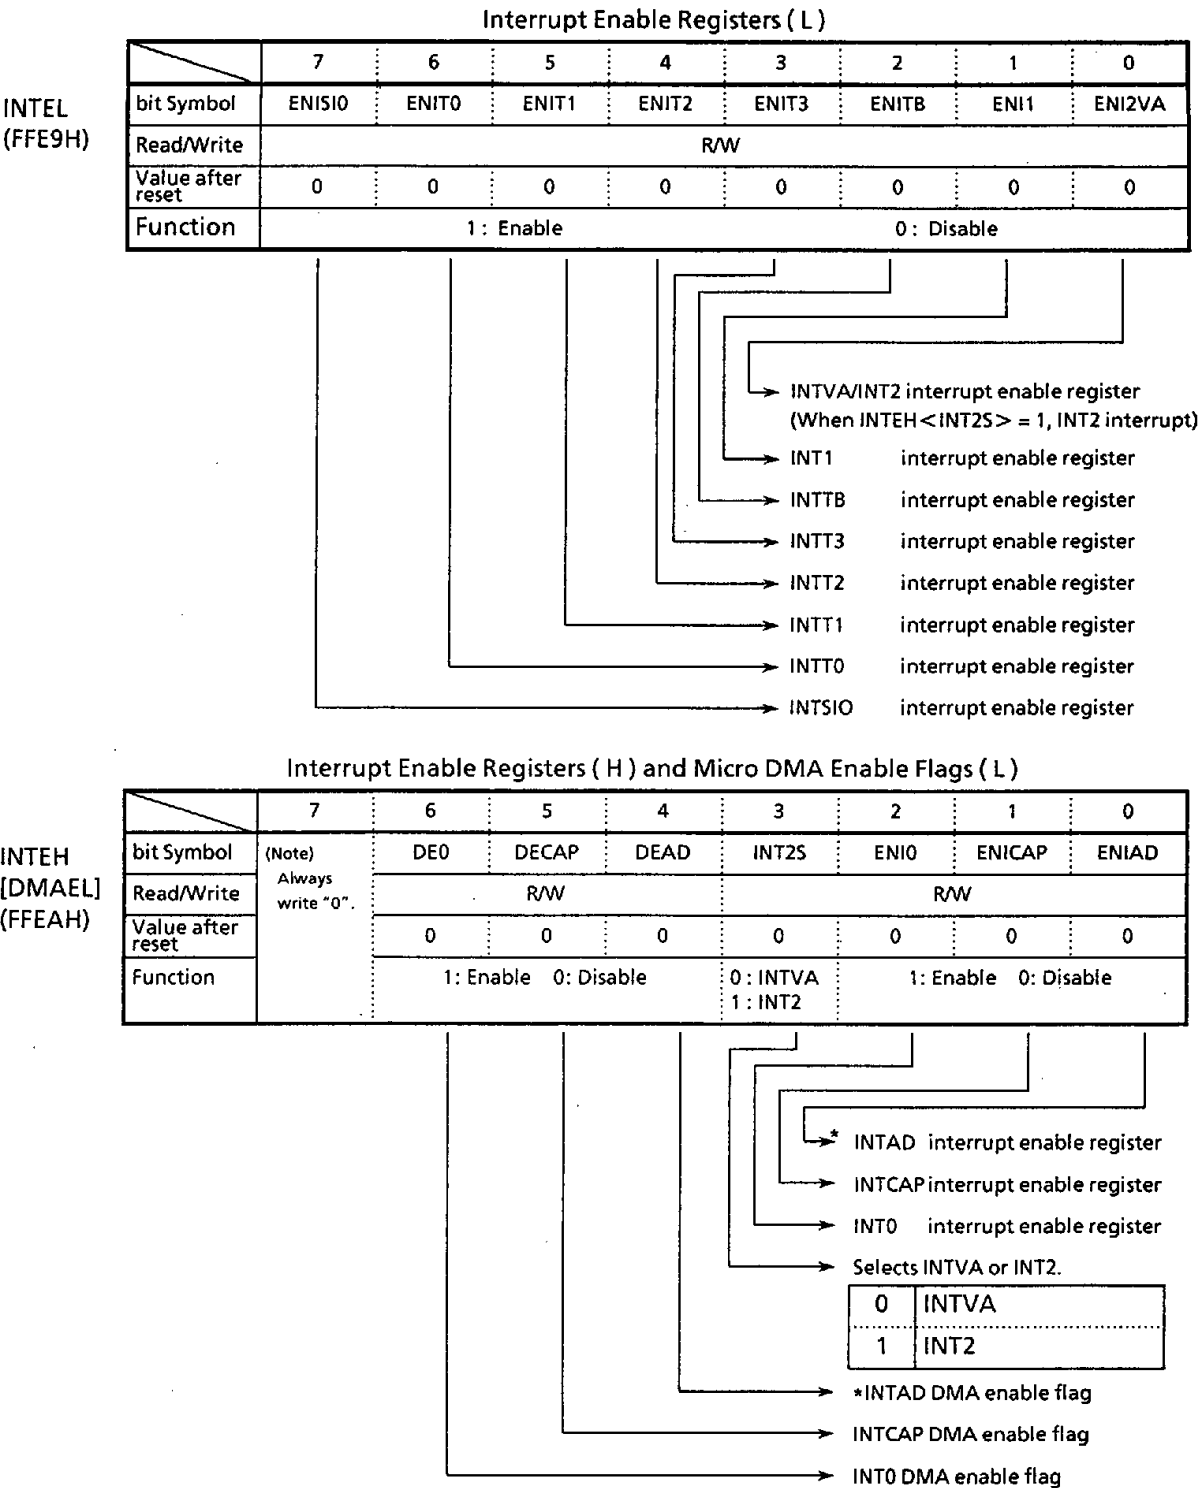 Interrupt Enable Registers ( L )
7 6 5 4 3 2 1 0
INTEL
(FFE9H)
bit Symbol ENISI0 ENIT0 ENIT1 ENIT2 ENIT3 ENITB ENI1 ENI2VA
Read/Write R/W
Value after
reset 0 0 0 0 0 0 0 0
Function 1 : Enable 0 : Disable
INTVA/INT2 interrupt enable register
(When INTEH<INT2S> = 1, INT2 interrupt)
INT1 interrupt enable register
INTTB interrupt enable register
INTT3 interrupt enable register
INTT2 interrupt enable register
INTT1 interrupt enable register
INTT0 interrupt enable register
INTSIO interrupt enable register
Interrupt Enable Registers ( H ) and Micro DMA Enable Flags ( L )
7 6 5 4 3 2 1 0
INTEH
[DMAEL]
(FFEAH)
bit Symbol (Note) DE0 DECAP DEAD INT2S ENI0 ENICAP ENIAD
Always
write "0".
Read/Write R/W R/W
Value after
reset 0 0 0 0 0 0 0
Function 1: Enable 0: Disable 0 : INTVA 1: Enable 0: Disable
1 : INT2
* INTAD interrupt enable register
INTCAP interrupt enable register
INT0 interrupt enable register
Selects INTVA or INT2.
0 INTVA
1 INT2
*INTAD DMA enable flag
INTCAP DMA enable flag
INT0 DMA enable flag